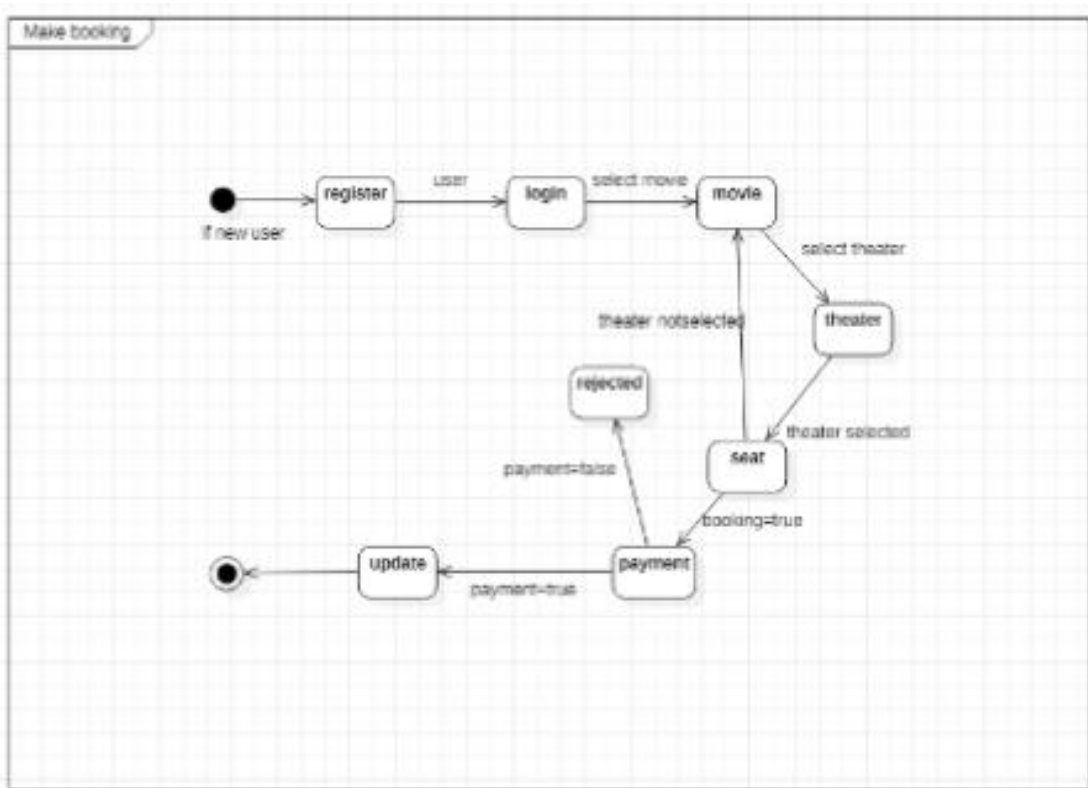 Make booking
user
select movie
register
login
movie
if new user
select theater
theater notselected
theater
rejected
theater selected
seat
payment=false
booking=true
update
payment
payment=true